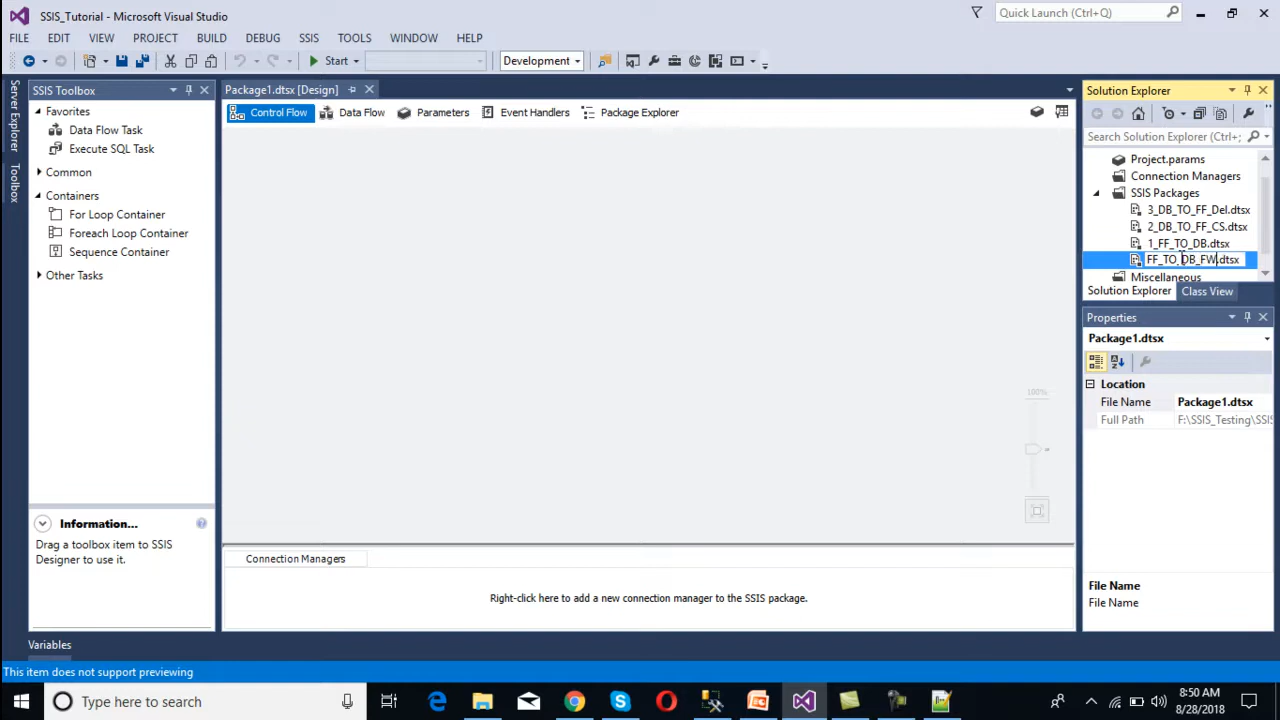 SSIS_Tutorial - Microsoft Visual Studio
Quick Launch (Ctrl+Q)
FILE EDIT VIEW PROJECT BUILD DEBUG SSIS TOOLS WINDOW HELP
Start Development
Server Explorer
Toolbox
SSIS Toolbox
Favorites
Data Flow Task
Execute SQL Task
Common
Containers
For Loop Container
Foreach Loop Container
Sequence Container
Other Tasks
Information...
Drag a toolbox item to SSIS
Designer to use it.
Package1.dtsx [Design]
Control Flow Data Flow Parameters Event Handlers Package Explorer
100%
Connection Managers
Right-click here to add a new connection manager to the SSIS package.
Solution Explorer
Search Solution Explorer (Ctrl+;
Project.params
Connection Managers
SSIS Packages
3_DB_TO_FF_Del.dtsx
2_DB_TO_FF_CS.dtsx
1_FF_TO_DB.dtsx
FF_TO_DB_FW.dtsx
Miscellaneous
Solution Explorer Class View
Properties
Package1.dtsx
Location
File Name Package1.dtsx
Full Path F:\SSIS_Testing\SSIS
File Name
File Name
Variables
This item does not support previewing
Type here to search
8:50 AM
8/28/2018